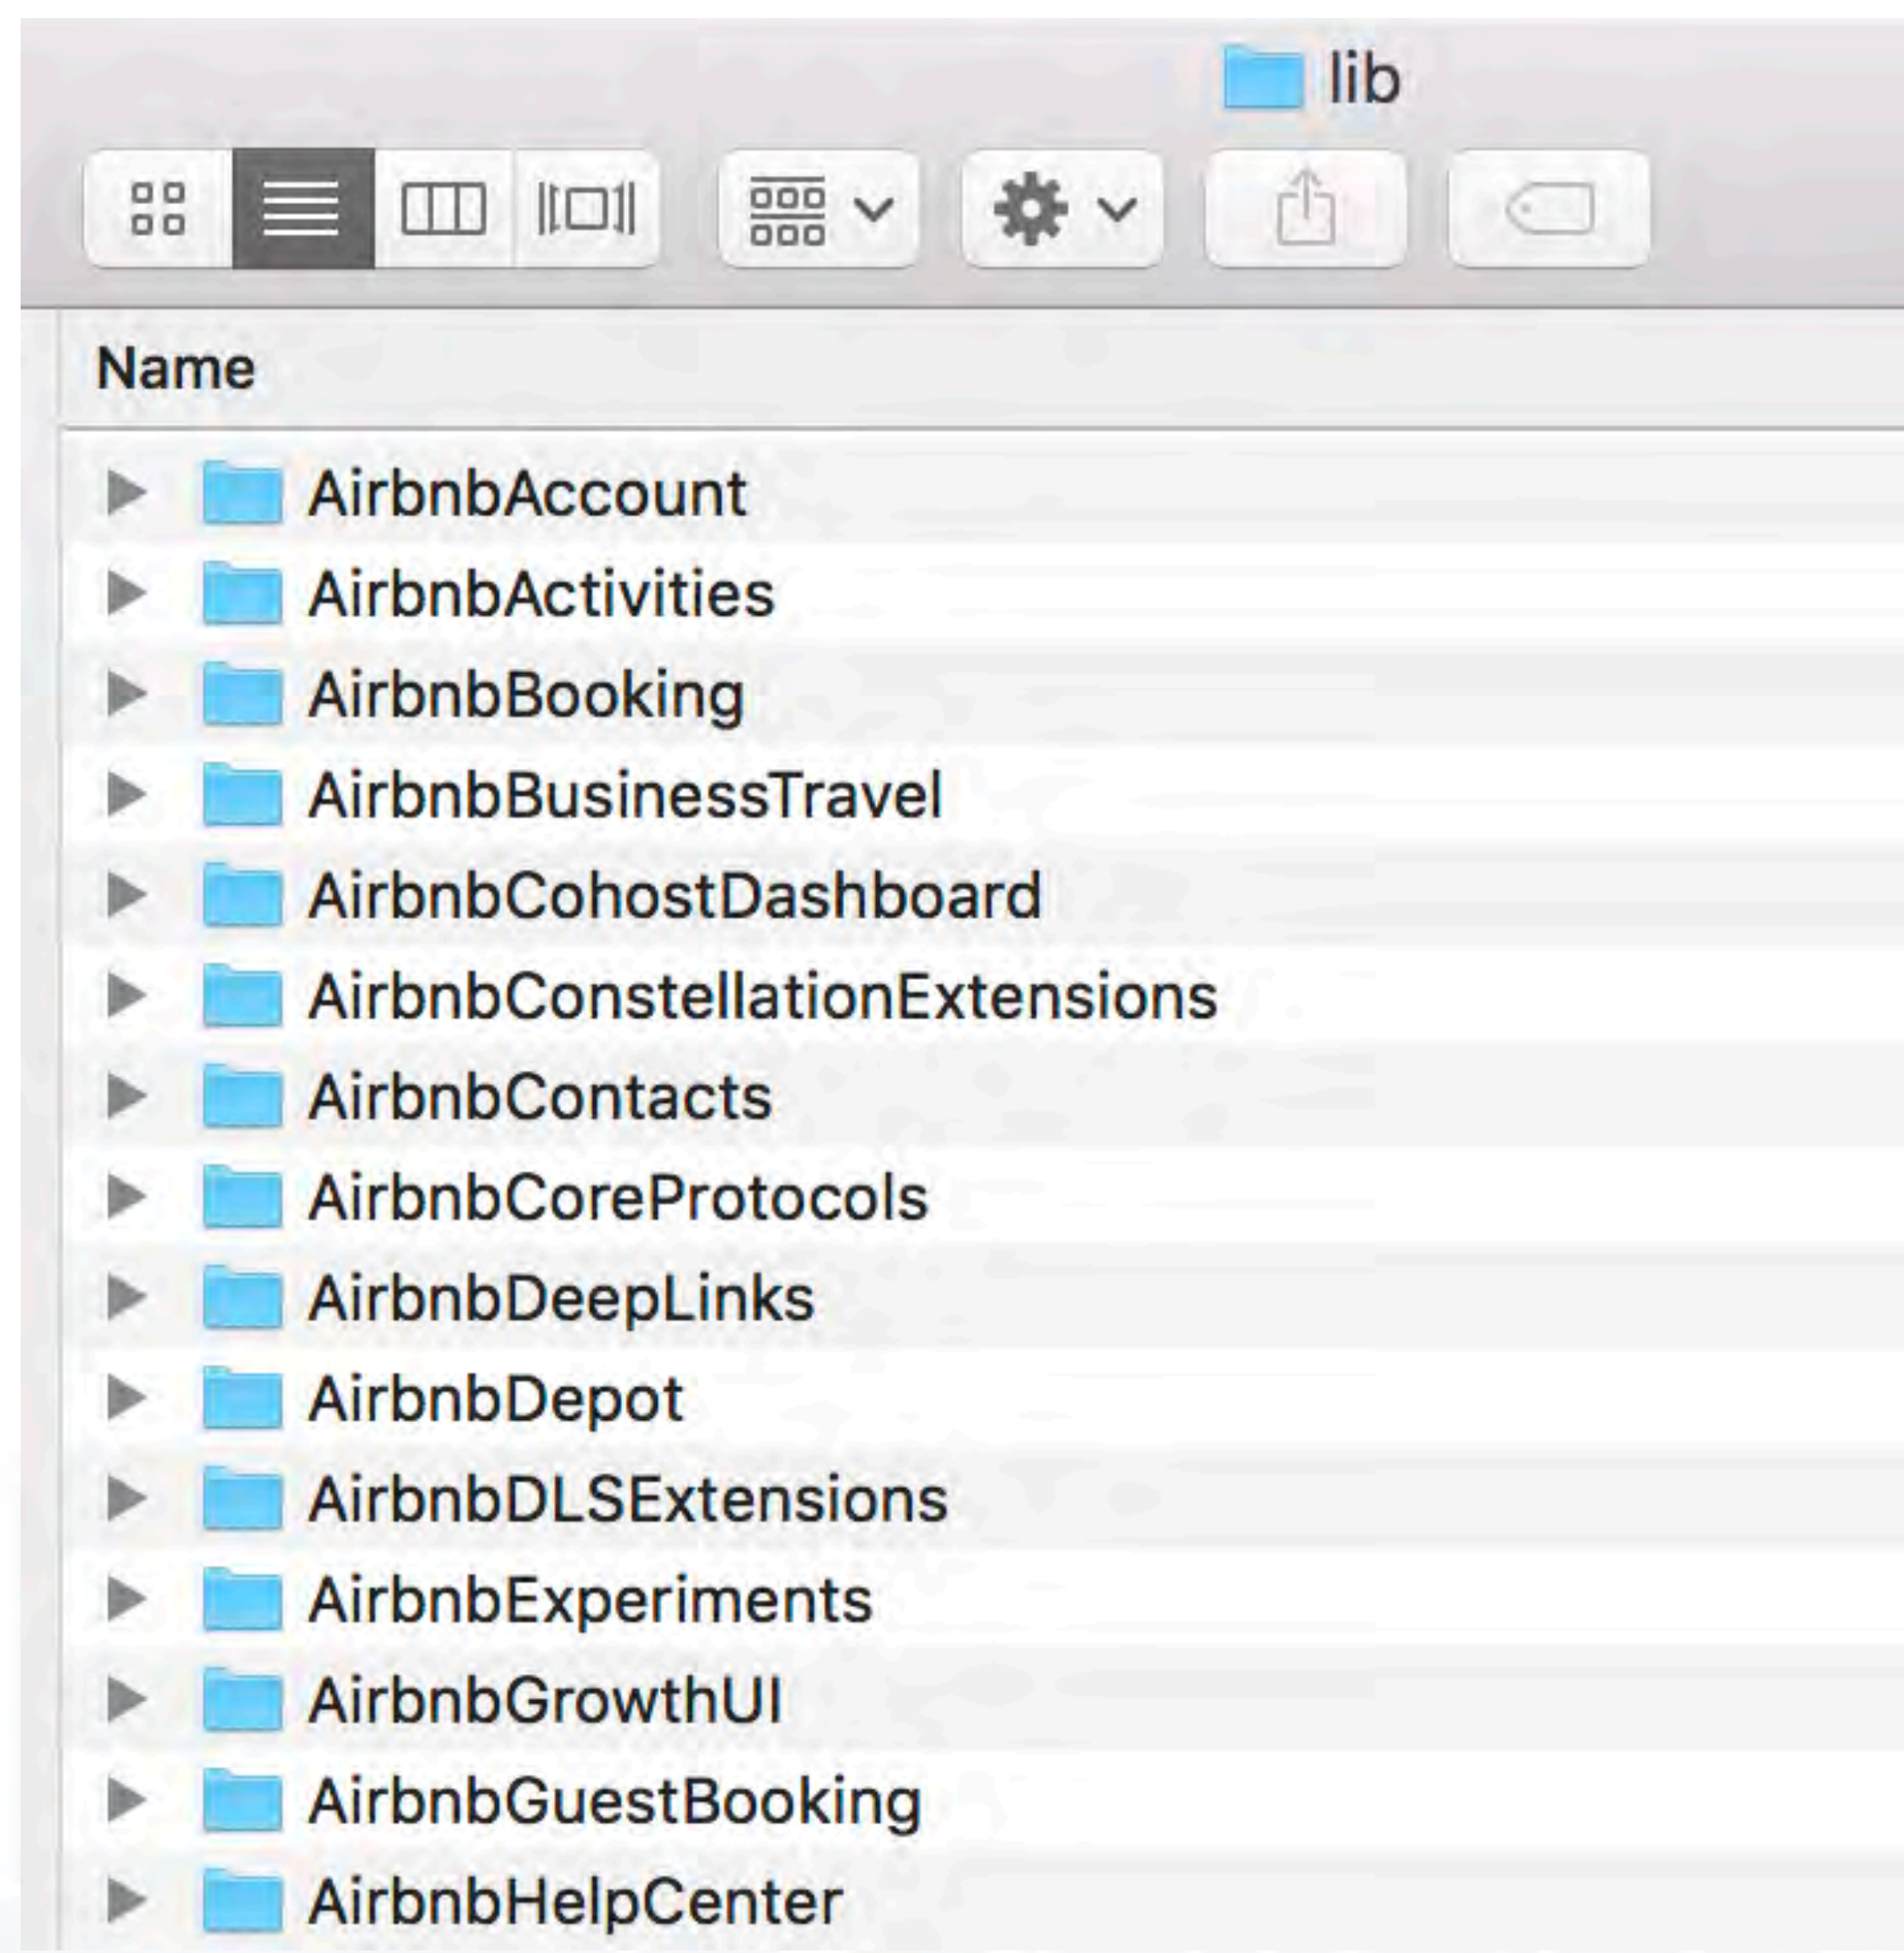 lib
Name
AirbnbAccount
AirbnbActivities
AirbnbBooking
AirbnbBusinessTravel
AirbnbCohostDashboard
AirbnbConstellationExtensions
AirbnbContacts
AirbnbCoreProtocols
AirbnbDeepLinks
AirbnbDepot
AirbnbDLSExtensions
AirbnbExperiments
AirbnbGrowthUI
AirbnbGuestBooking
AirbnbHelpCenter